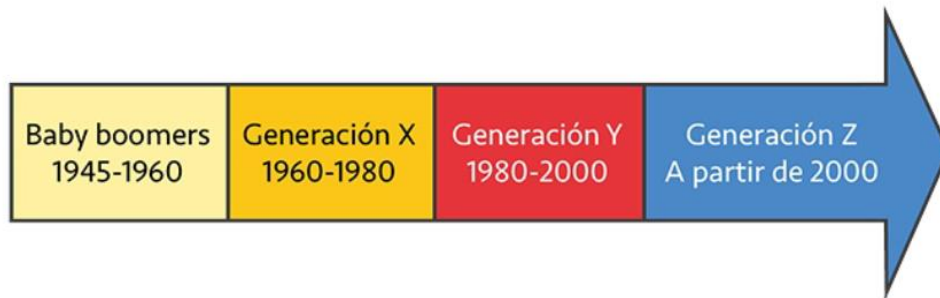 Baby boomers
1945-1960
Generación X
1960-1980
Generación Y
1980-2000
Generación Z
A partir de 2000